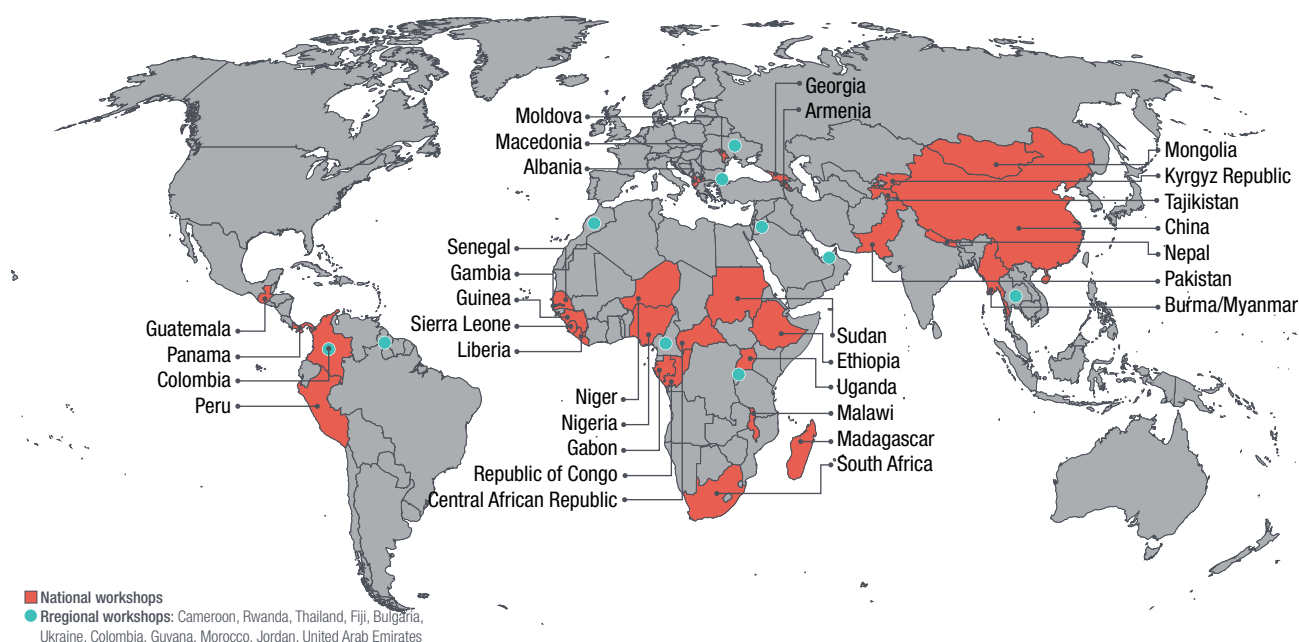 Georgia
Armenia
Moldova
Macedonia
Albania
Mongolia
Kyrgyz Republic
Tajikistan
China
Nepal
Pakistan
Burma/Myanmar
Senegal
Gambia
Guinea
Sierra Leone
Liberia
Guatemala
Panama
Colombia
Peru
Niger
Nigeria
Gabon
Republic of Congo
Central African Republic
Sudan
Ethiopia
Uganda
Malawi
Madagascar
South Africa
National workshops
Rregional workshops: Cameroon, Rwanda, Thailand, Fiji, Bulgaria,
Ukraine, Colombia, Guyana, Morocco, Jordan, United Arab Emirates